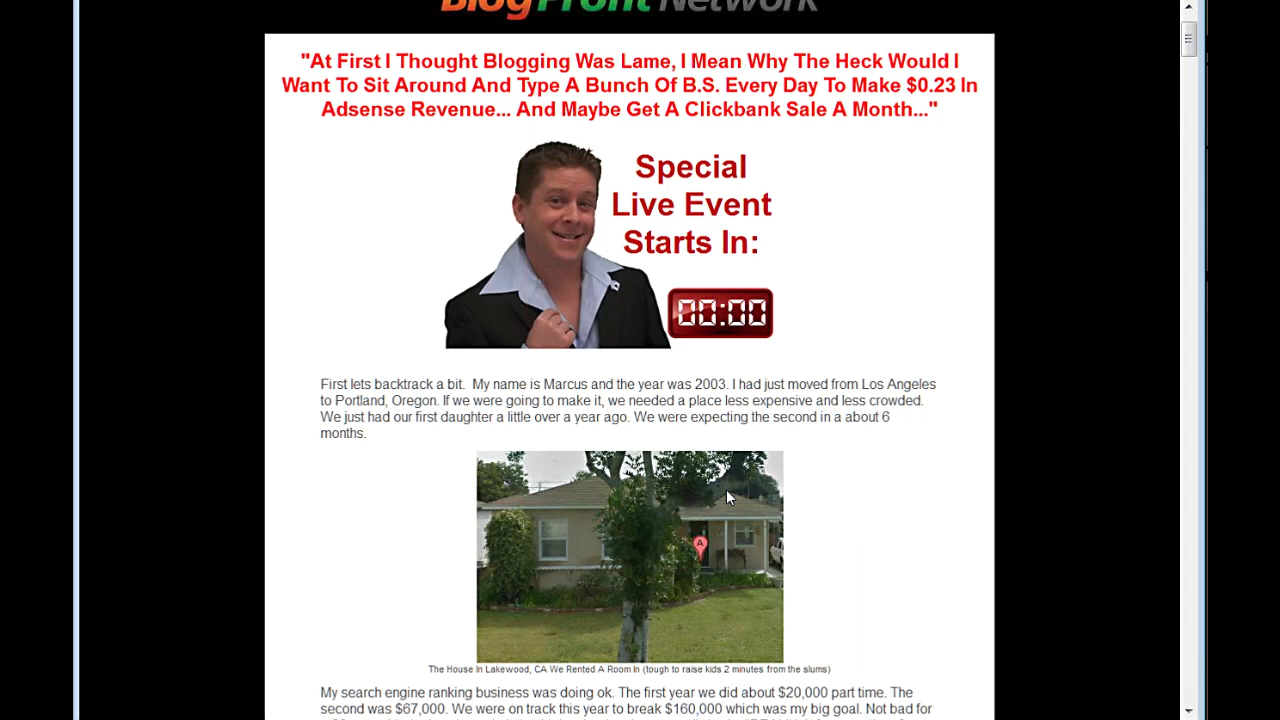 BlogFront Network
"At First I Thought Blogging Was Lame, I Mean Why The Heck Would I
Want To Sit Around And Type A Bunch Of B.S. Every Day To Make $0.23 In
Adsense Revenue... And Maybe Get A Clickbank Sale A Month..."
Special
Live Event
Starts In:
00:00
First lets backtrack a bit.  My name is Marcus and the year was 2003. I had just moved from Los Angeles
to Portland, Oregon. If we were going to make it, we needed a place less expensive and less crowded.
We just had our first daughter a little over a year ago. We were expecting the second in a about 6
months.
A
The House In Lakewood, CA We Rented A Room In (tough to raise kids 2 minutes from the slums)
My search engine ranking business was doing ok. The first year we did about $20,000 part time. The
second was $67,000. We were on track this year to break $160,000 which was my big goal. Not bad for